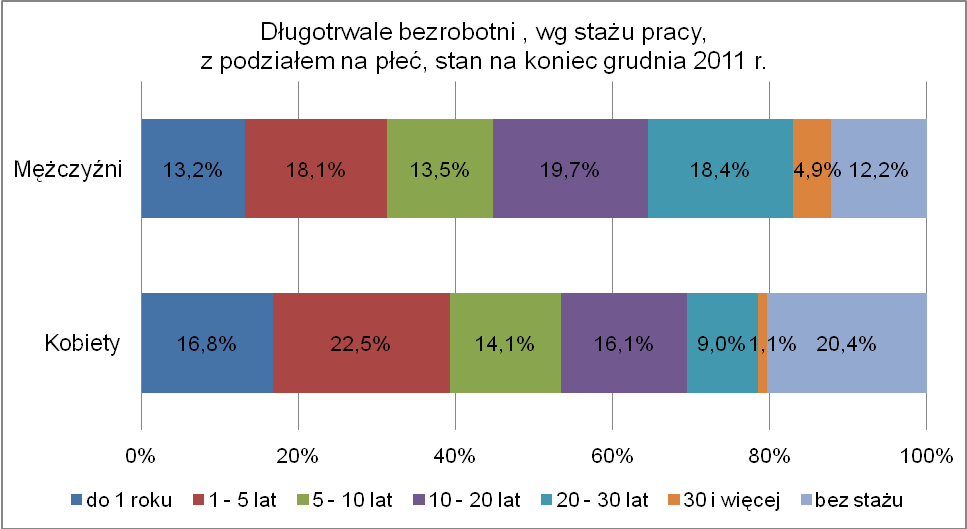 Długotrwale bezrobotni , wg stażu pracy,
z podziałem na płeć, stan na koniec grudnia 2011 r.
Mężczyźni
13,2% 18,1% 13,5% 19,7% 18,4% 4,9% 12,2%
Kobiety
16,8% 22,5% 14,1% 16,1% 9,0% 1,1% 20,4%
0% 20% 40% 60% 80% 100%
do 1 roku 1 - 5 lat 5 - 10 lat 10 - 20 lat 20 - 30 lat 30 i więcej bez stażu